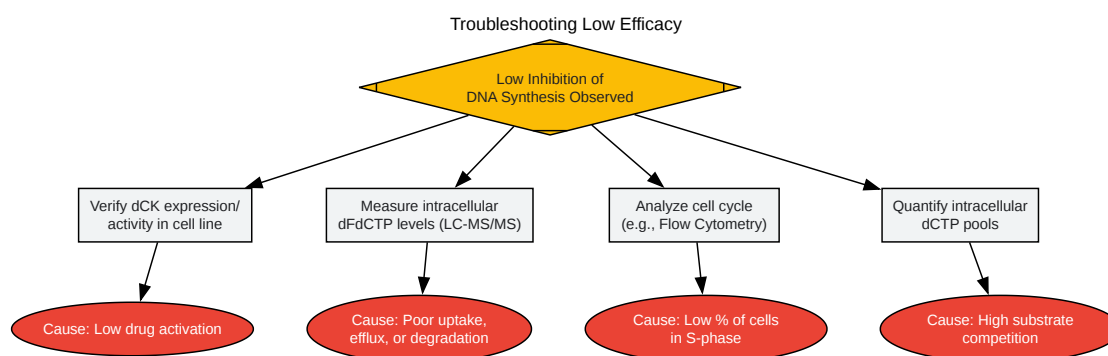 Troubleshooting Low Efficacy
Low Inhibition of
DNA Synthesis Observed
Verify dCK expression/
activity in cell line
Measure intracellular
dFdCTP levels (LC-MS/MS)
Analyze cell cycle
(e.g., Flow Cytometry)
Quantify intracellular
dCTP pools
Cause: Low drug activation
Cause: Poor uptake,
efflux, or degradation
Cause: Low % of cells
in S-phase
Cause: High substrate
competition